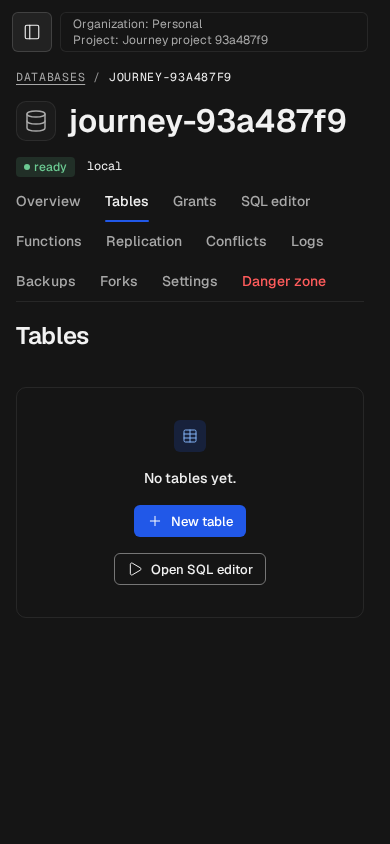 Organization: Personal
Project: Journey project 93a487f9
DATABASES / JOURNEY-93A487F9
journey-93a487f9
ready local
Overview Tables Grants SQL editor
Functions Replication Conflicts Logs
Backups Forks Settings Danger zone
Tables
No tables yet.
New table
Open SQL editor